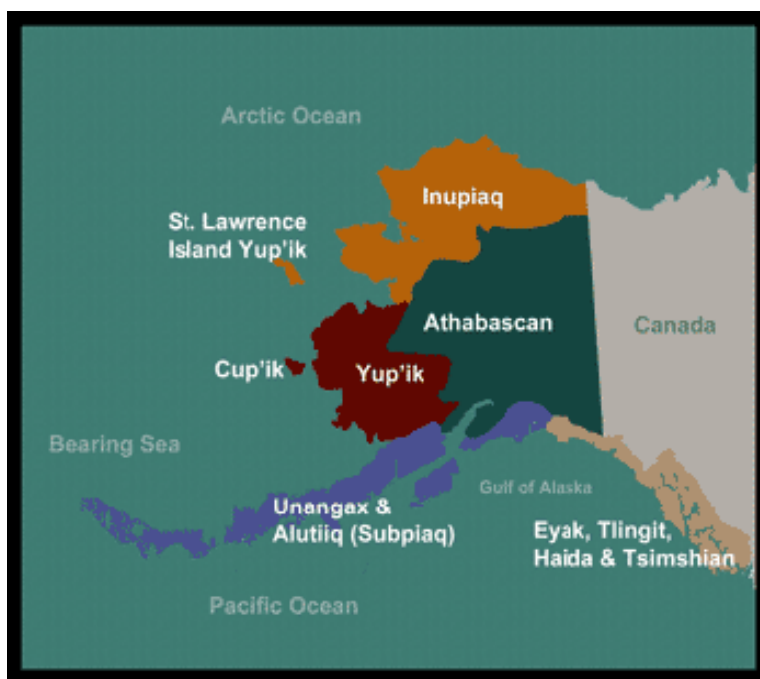 Arctic Ocean
Inupiaq
St. Lawrence
Island Yup'ik
Athabascan
Canada
Cup'ik
Yup'ik
Bearing Sea
Gulf of Alaska
Unangax &
Alutiiq (Subpiaq)
Eyak, Tlingit,
Haida & Tsimshian
Pacific Ocean